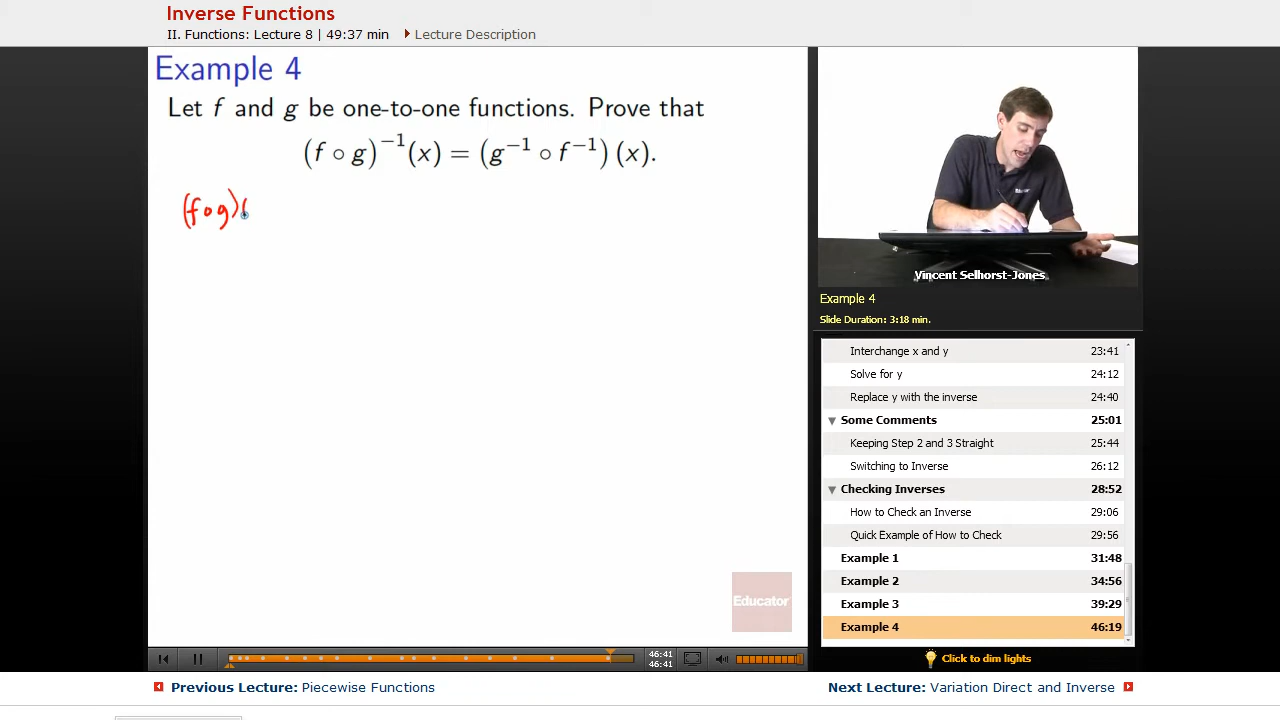 Inverse Functions
II. Functions: Lecture 8 | 49:37 min
Lecture Description
Example 4
Let f and g be one-to-one functions. Prove that
(f ∘ g)⁻¹(x) = (g⁻¹ ∘ f⁻¹) (x).
(f∘g)(
Educator
Vincent Selhorst-Jones
Example 4
Slide Duration: 3:18 min.
Interchange x and y 23:41
Solve for y 24:12
Replace y with the inverse 24:40
Some Comments 25:01
Keeping Step 2 and 3 Straight 25:44
Switching to Inverse 26:12
Checking Inverses 28:52
How to Check an Inverse 29:06
Quick Example of How to Check 29:56
Example 1 31:48
Example 2 34:56
Example 3 39:29
Example 4 46:19
46:41
46:41
Click to dim lights
Previous Lecture: Piecewise Functions
Next Lecture: Variation Direct and Inverse